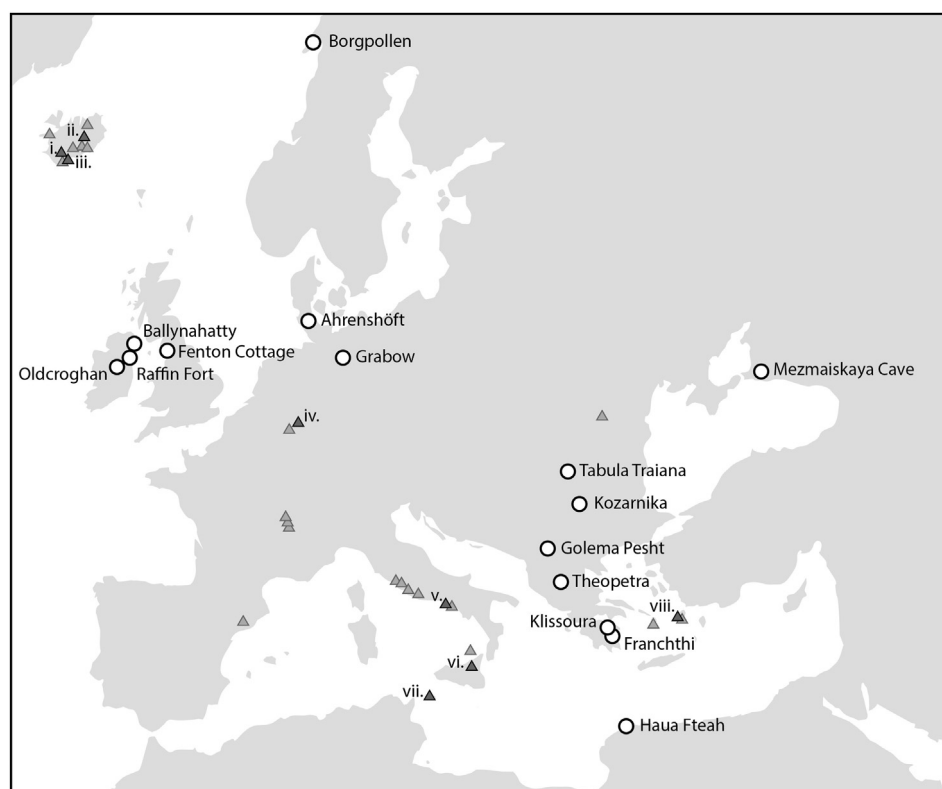 Borgpollen
ii.
i.
iii.
Ahrenshöft
Ballynahatty
Fenton Cottage
Grabow
Oldcroghan
Raffin Fort
Mezmaiskaya Cave
iv.
Tabula Traiana
Kozarnika
Golema Pesht
Theopetra
v.
viii.
Klissoura
Franchthi
vi.
vii.
Haua Fteah